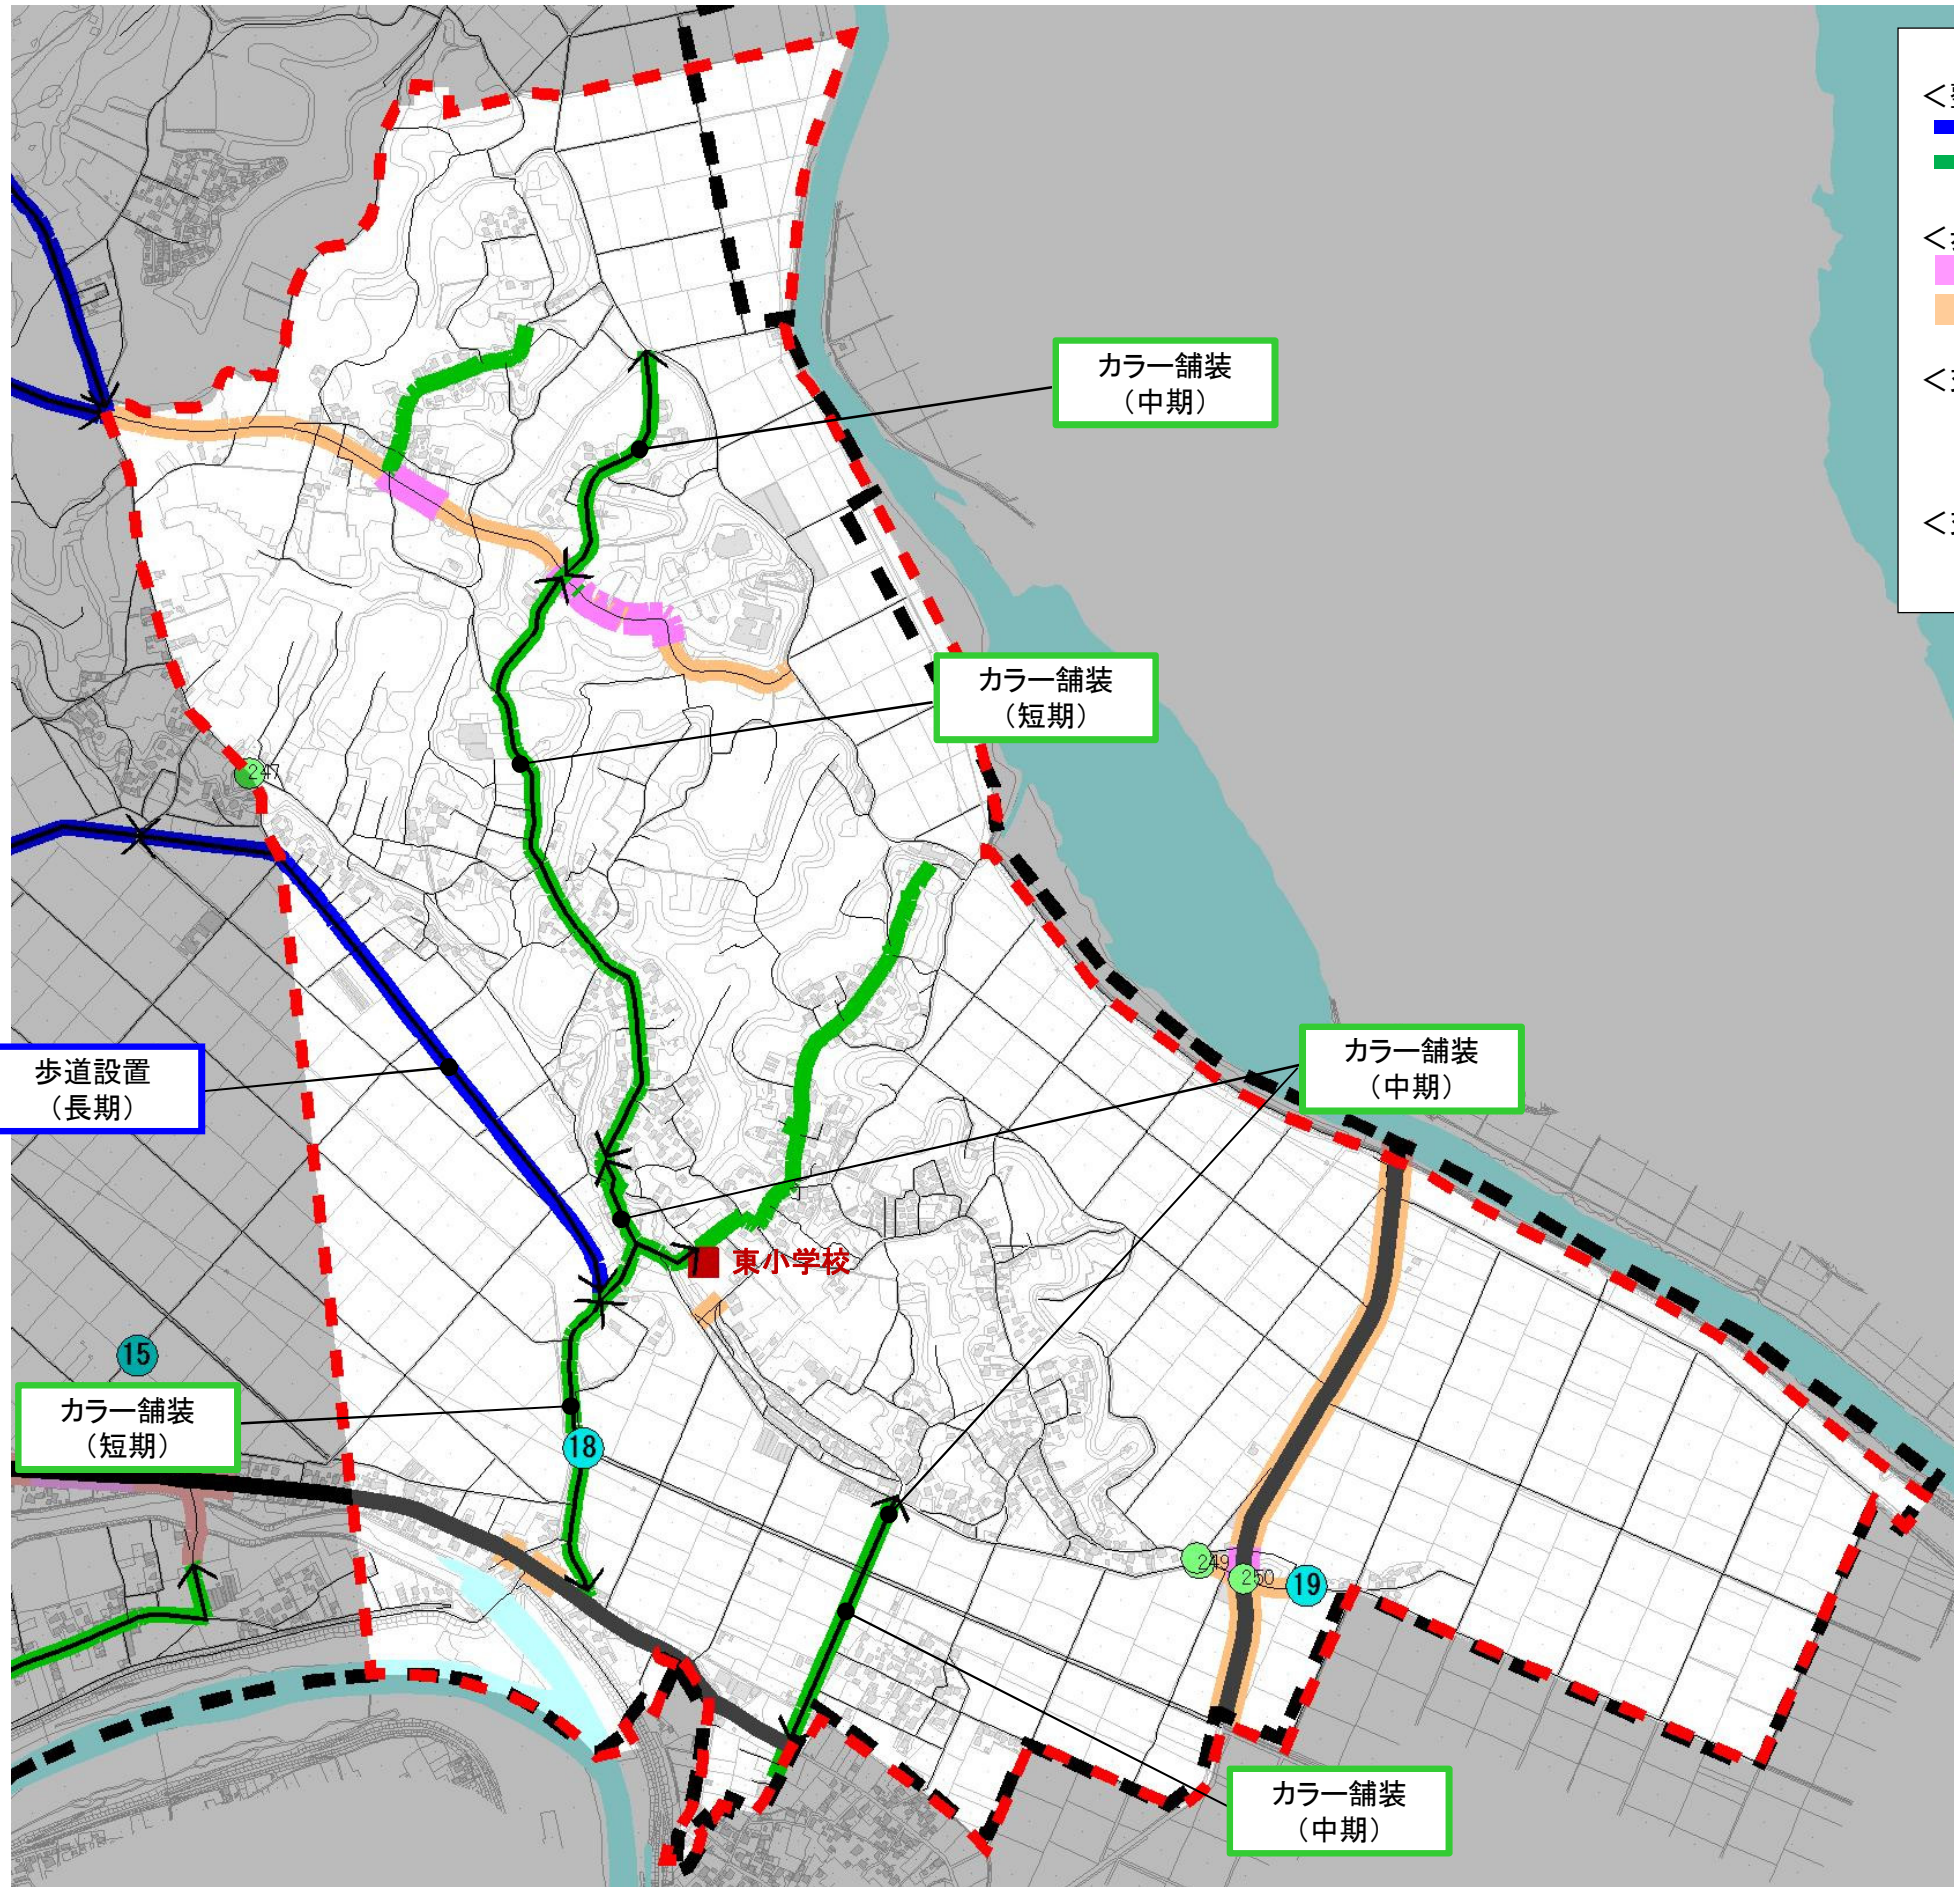 カラー舗装
（中期）
カラー舗装
（短期）
247
歩道設置
（長期）
カラー舗装
（中期）
東小学校
15
カラー舗装
（短期）
18
249
250
19
カラー舗装
（中期）